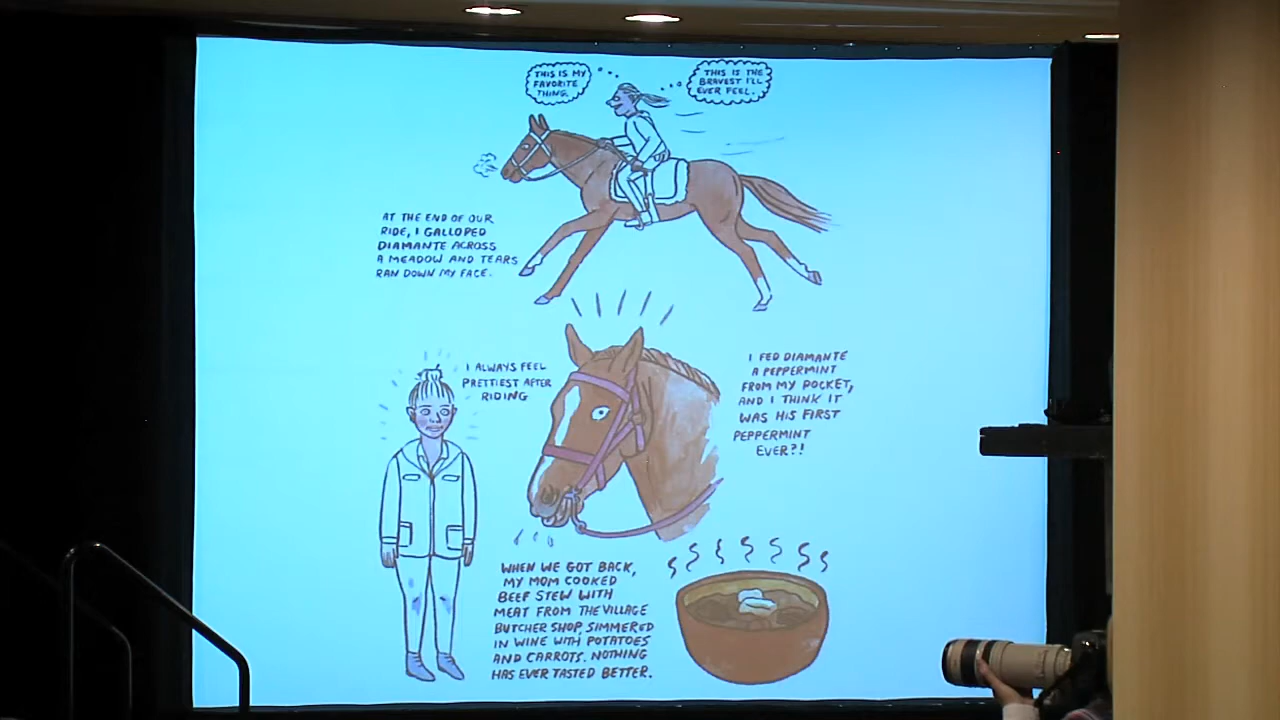 THIS IS MY
FAVORITE
THING.
THIS IS THE
BRAVEST I'LL
EVER FEEL.
AT THE END OF OUR
RIDE, I GALLOPED
DIAMANTE ACROSS
A MEADOW AND TEARS
RAN DOWN MY FACE.
I ALWAYS FEEL
PRETTIEST AFTER
RIDING
I FED DIAMANTE
A PEPPERMINT
FROM MY POCKET,
AND I THINK IT
WAS HIS FIRST
PEPPERMINT
EVER?!
WHEN WE GOT BACK,
MY MOM COOKED
BEEF STEW WITH
MEAT FROM THE VILLAGE
BUTCHER SHOP, SIMMERED
IN WINE WITH POTATOES
AND CARROTS. NOTHING
HAS EVER TASTED BETTER.